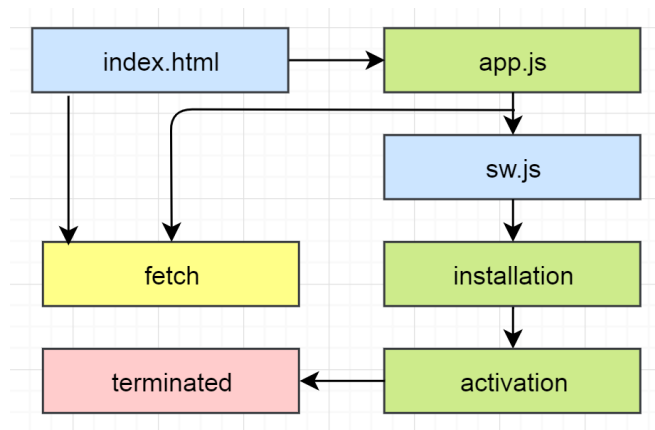 index.html
app.js
sw.js
fetch
installation
terminated
activation